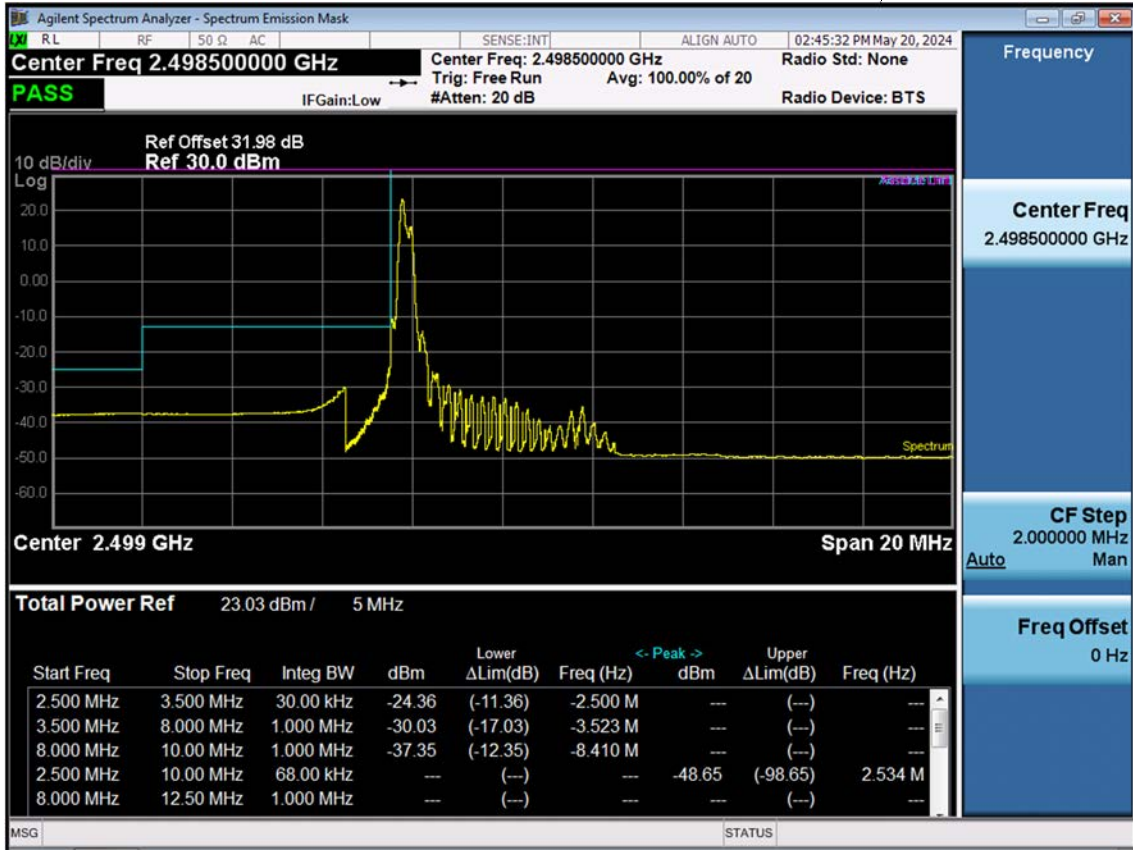 Agilent Spectrum Analyzer - Spectrum Emission Mask
LXI RL RF 50 Ω AC SENSE:INT ALIGN AUTO 02:45:32 PM May 20, 2024
Center Freq 2.498500000 GHz
Center Freq: 2.498500000 GHz Radio Std: None
Trig: Free Run Avg: 100.00% of 20
PASS IFGain:Low #Atten: 20 dB Radio Device: BTS
Ref Offset 31.98 dB
10 dB/div Ref 30.0 dBm
Log
20.0
10.0
0.00
-10.0
-20.0
-30.0
-40.0
-50.0
-60.0
Spectrum
Center 2.499 GHz Span 20 MHz
Total Power Ref 23.03 dBm / 5 MHz
Lower <- Peak -> Upper
Start Freq Stop Freq Integ BW dBm ΔLim(dB) Freq (Hz) dBm ΔLim(dB) Freq (Hz)
2.500 MHz 3.500 MHz 30.00 kHz -24.36 (-11.36) -2.500 M --- (---) ---
3.500 MHz 8.000 MHz 1.000 MHz -30.03 (-17.03) -3.523 M --- (---) ---
8.000 MHz 10.00 MHz 1.000 MHz -37.35 (-12.35) -8.410 M --- (---) ---
2.500 MHz 10.00 MHz 68.00 kHz --- (---) --- -48.65 (-98.65) 2.534 M
8.000 MHz 12.50 MHz 1.000 MHz --- (---) --- --- (---) ---
MSG STATUS
Frequency
Center Freq
2.498500000 GHz
CF Step
2.000000 MHz
Auto Man
Freq Offset
0 Hz